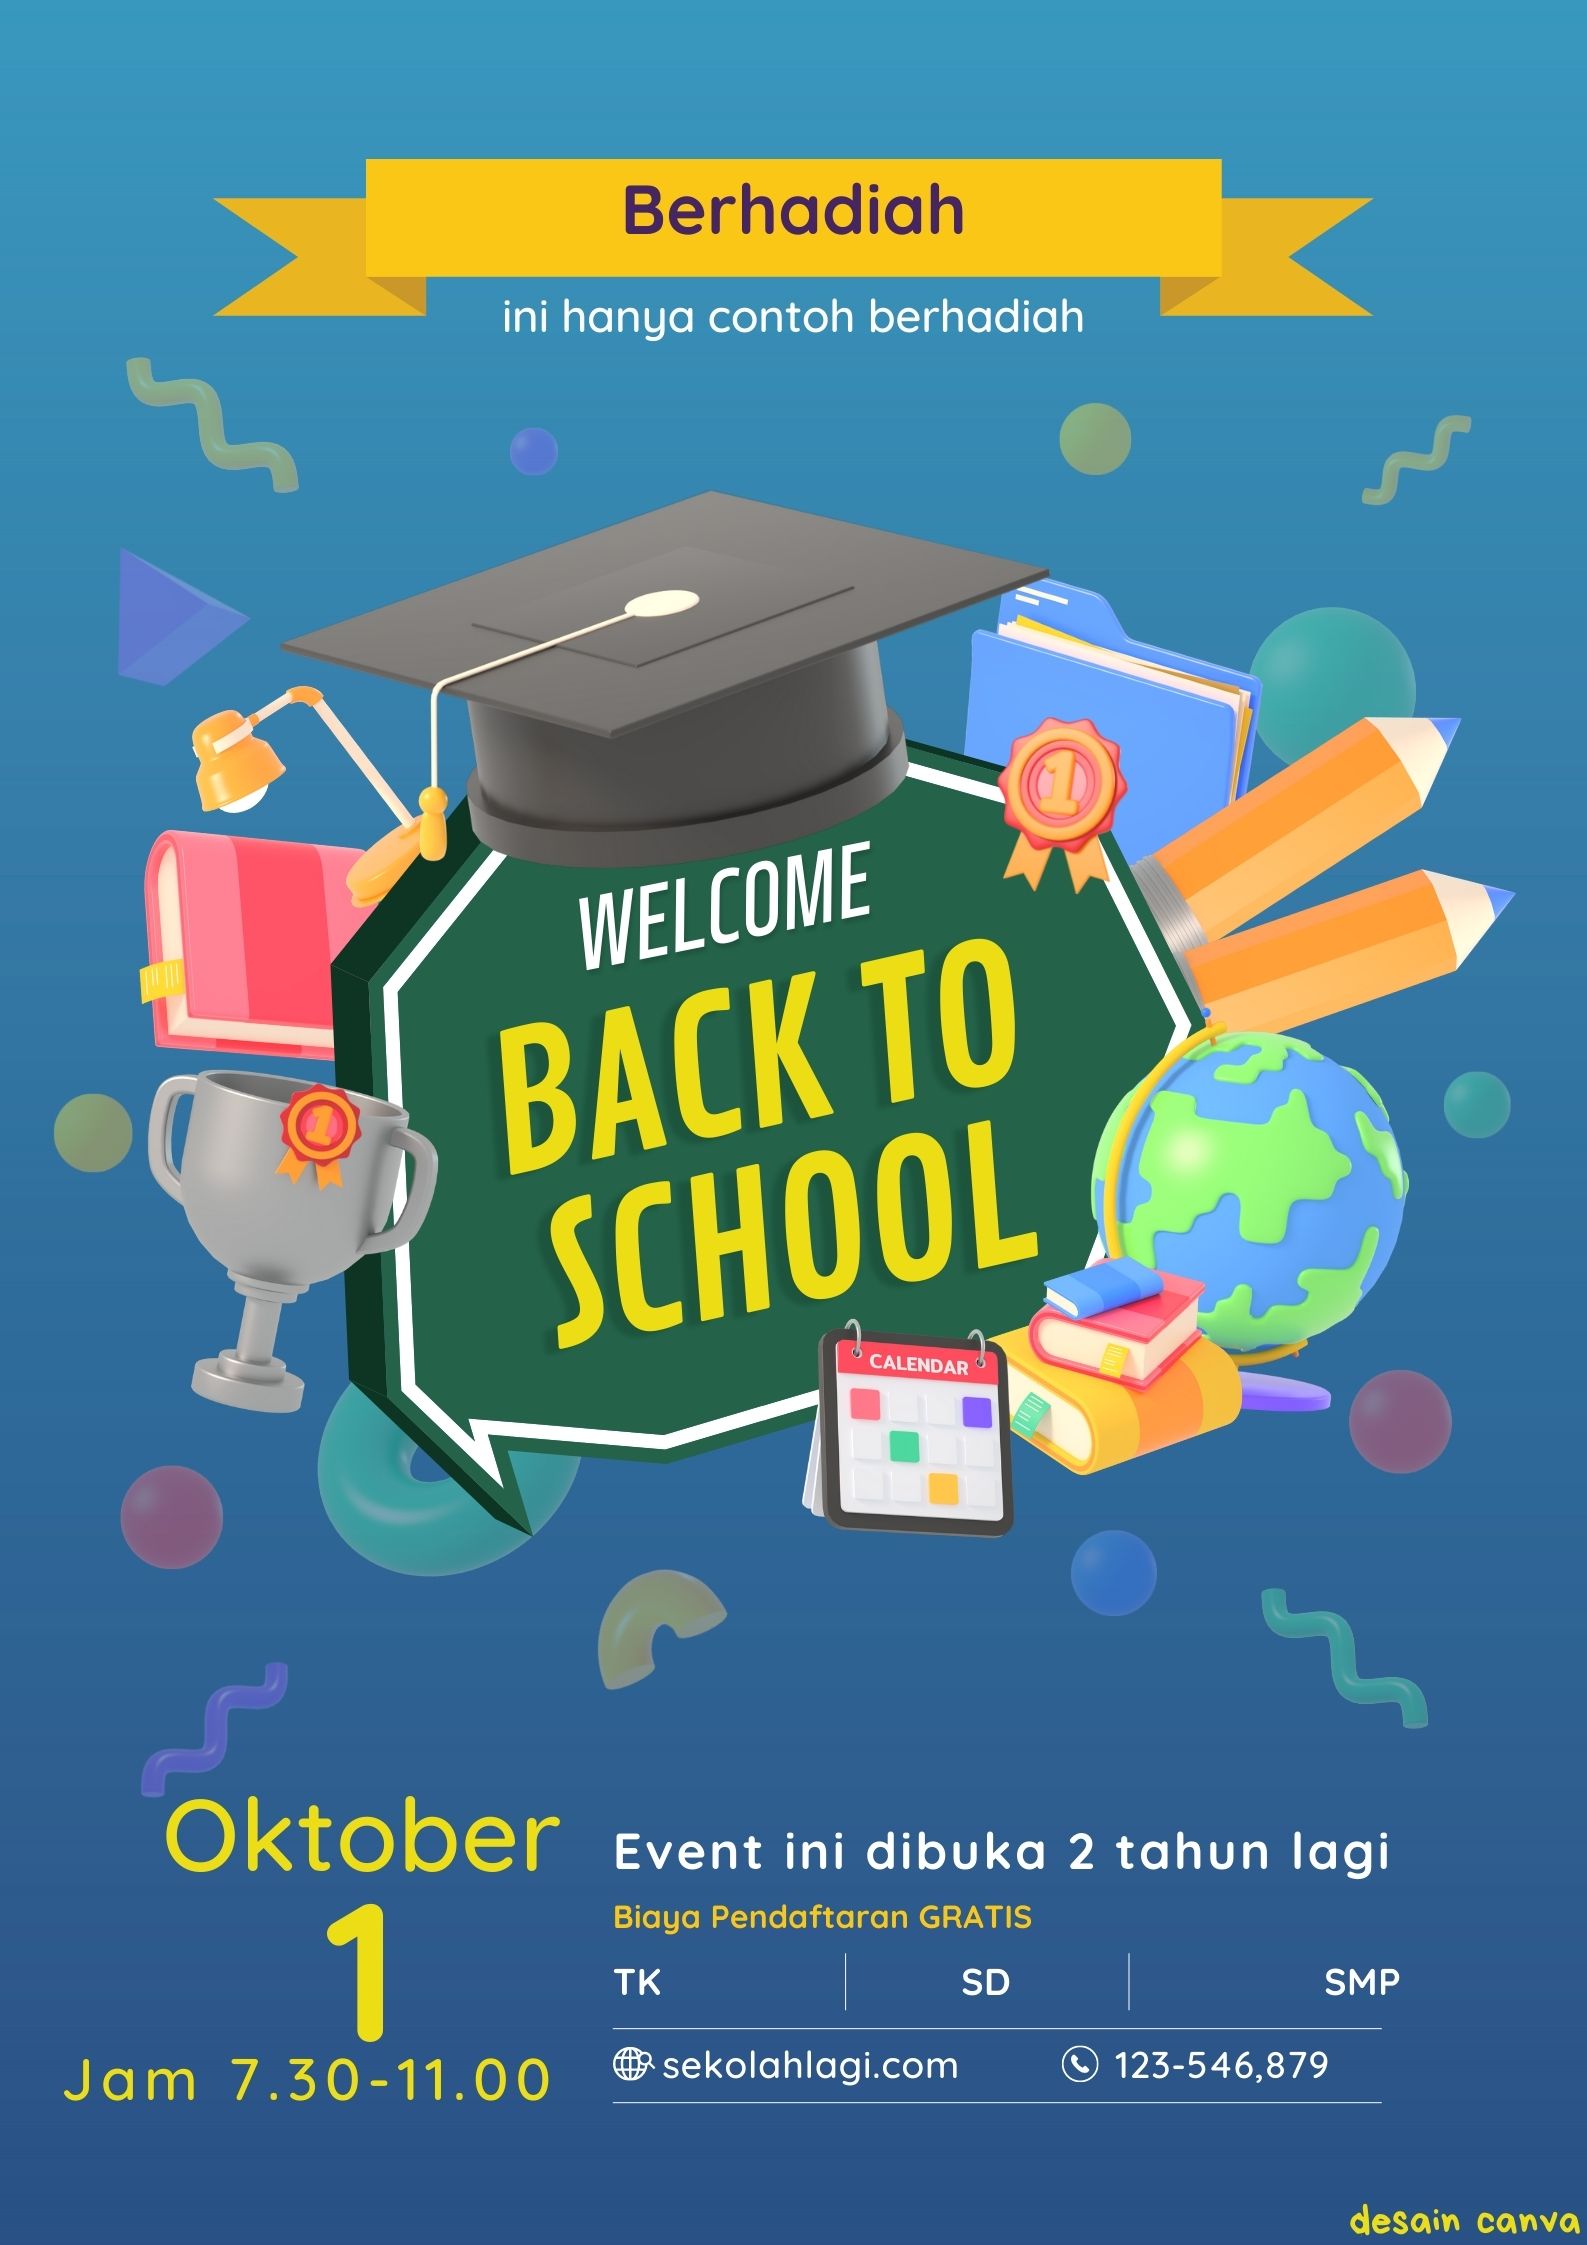 Berhadiah
ini hanya contoh berhadiah
1
WELCOME
BACK TO
SCHOOL
1
CALENDAR
Oktober
1
Jam 7.30-11.00
Event ini dibuka 2 tahun lagi
Biaya Pendaftaran GRATIS
TK SD SMP
sekolahlagi.com 123-546,879
desain canva